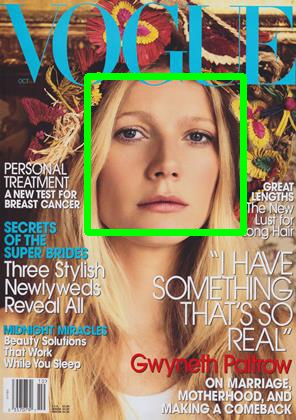 VOGUE
OCT
PERSONAL
TREATMENT
A NEW TEST FOR
BREAST CANCER
SECRETS
OF THE
SUPER BRIDES
Three Stylish
Newlyweds
Reveal All
MIDNIGHT MIRACLES
Beauty Solutions
That Work
While You Sleep
GREAT
LENGTHS
The New
Lust for
Long Hair
"I HAVE
SOMETHING
THAT'S SO
REAL"
Gwyneth Paltrow
ON MARRIAGE,
MOTHERHOOD, AND
MAKING A COMEBACK